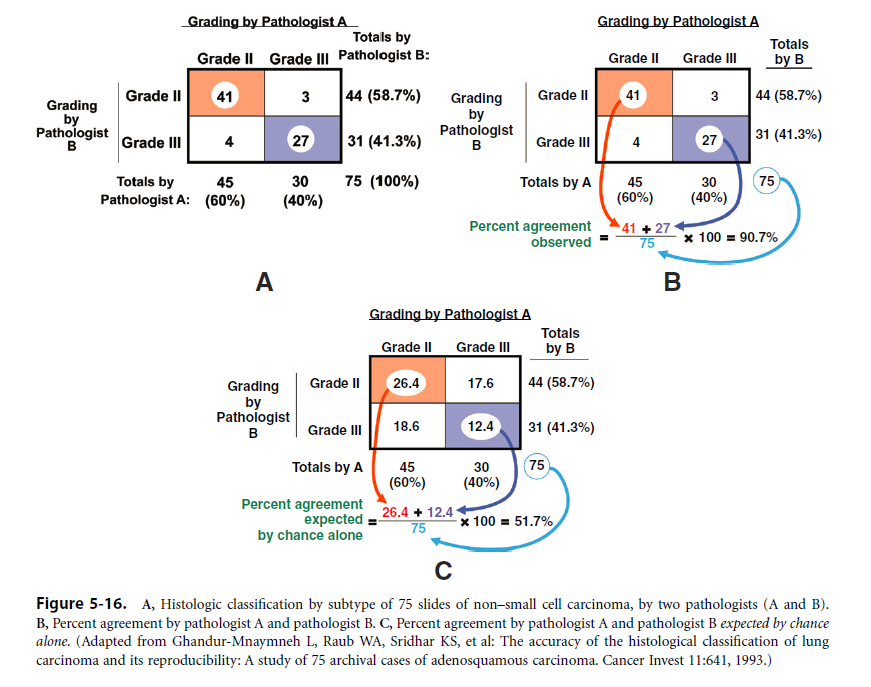 Grading by Pathologist A
Totals by
Pathologist B:
Grade II Grade III
Grading
by
Pathologist
B
Grade II 41 3 44 (58.7%)
Grade III 4 27 31 (41.3%)
Totals by
Pathologist A:
45 30 75 (100%)
(60%) (40%)
A
Grading by Pathologist A
Totals
by B
Grade II Grade III
Grading
by
Pathologist
B
Grade II 41 3 44 (58.7%)
Grade III 4 27 31 (41.3%)
Totals by A 45 30 75
(60%) (40%)
Percent agreement
observed
= 41 + 27
75
× 100 = 90.7%
B
Grading by Pathologist A
Totals
by B
Grade II Grade III
Grading
by
Pathologist
B
Grade II 26.4 17.6 44 (58.7%)
Grade III 18.6 12.4 31 (41.3%)
Totals by A 45 30 75
(60%) (40%)
Percent agreement
expected
by chance alone
= 26.4 + 12.4
75
× 100 = 51.7%
C
Figure 5-16. A, Histologic classification by subtype of 75 slides of non–small cell carcinoma, by two pathologists (A and B).
B, Percent agreement by pathologist A and pathologist B. C, Percent agreement by pathologist A and pathologist B expected by chance
alone. (Adapted from Ghandur-Mnaymneh L, Raub WA, Sridhar KS, et al: The accuracy of the histological classification of lung
carcinoma and its reproducibility: A study of 75 archival cases of adenosquamous carcinoma. Cancer Invest 11:641, 1993.)